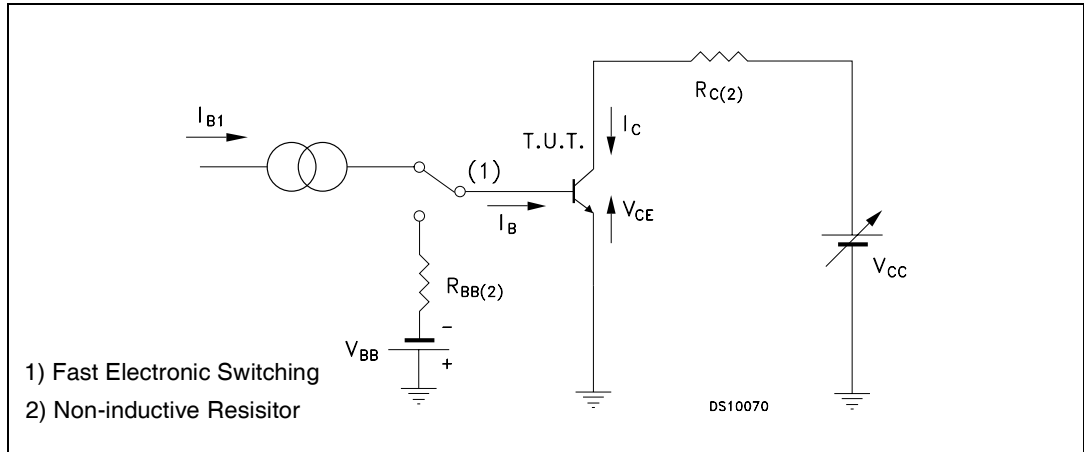 I_B1
T.U.T.
(1)
I_B
I_C
V_CE
R_C(2)
V_CC
R_BB(2)
V_BB
-
+
1) Fast Electronic Switching
2) Non-inductive Resisitor
DS10070